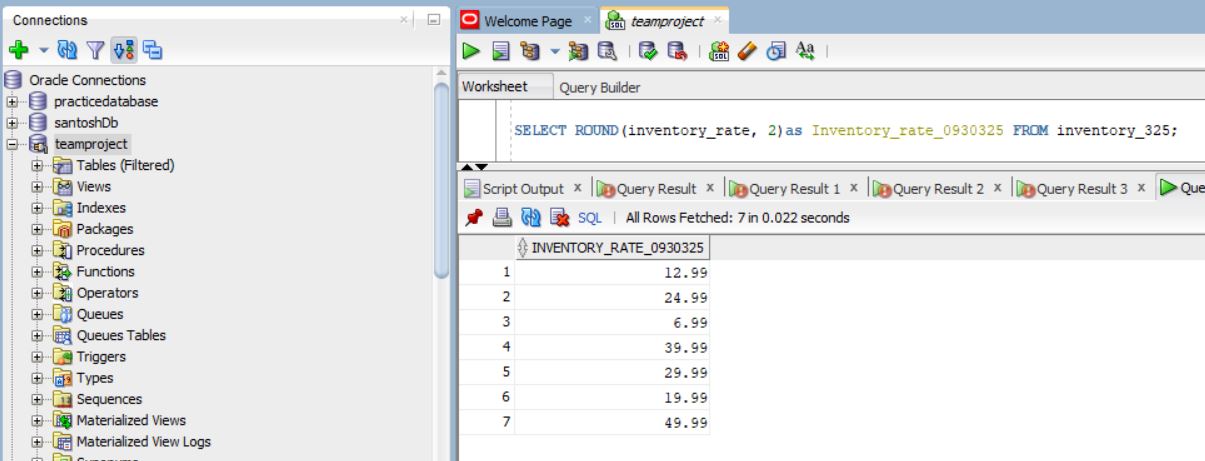 Connections
Oracle Connections
practicedatabase
santoshDb
teamproject
Tables (Filtered)
Views
Indexes
Packages
Procedures
Functions
Operators
Queues
Queues Tables
Triggers
Types
Sequences
Materialized Views
Materialized View Logs
Synonyms
Welcome Page
teamproject
Worksheet Query Builder
SELECT ROUND(inventory_rate, 2)as Inventory_rate_0930325 FROM inventory_325;
Script Output Query Result Query Result 1 Query Result 2 Query Result 3 Que
SQL All Rows Fetched: 7 in 0.022 seconds
INVENTORY_RATE_0930325
1 12.99
2 24.99
3 6.99
4 39.99
5 29.99
6 19.99
7 49.99